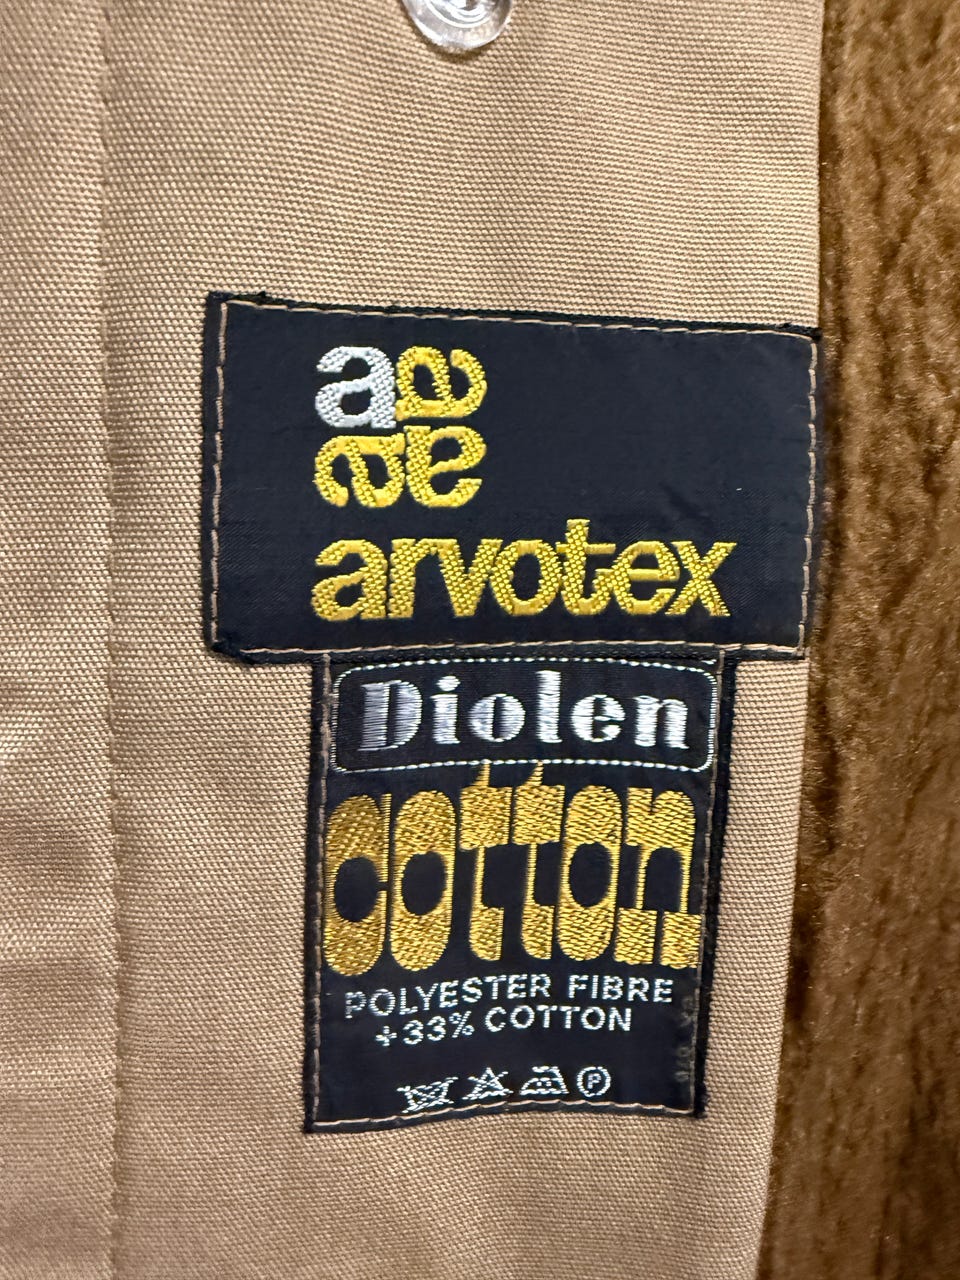 a
arvotex
Diolen
cotton
POLYESTER FIBRE
+33% COTTON
P